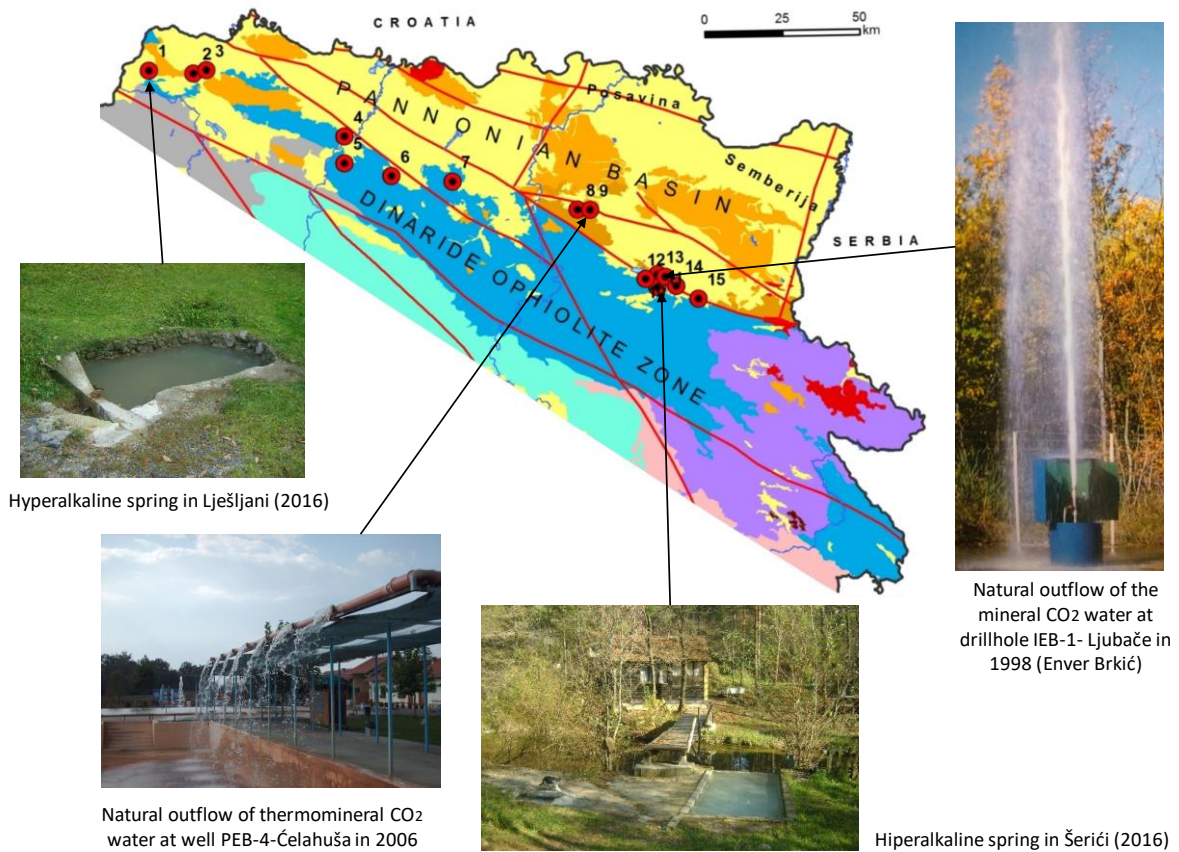 CROATIA
0 25 50
km
1 2 3
PANNONIAN BASIN
Posavina
4
5
6
7
Semberija
8 9
SERBIA
12 13
14
11
15
DINARIDE OPHIOLITE ZONE
Hyperalkaline spring in Lješljani (2016)
Natural outflow of the
mineral CO2 water at
drillhole IEB-1- Ljubače in
1998 (Enver Brkić)
Natural outflow of thermomineral CO2
water at well PEB-4-Ćelahuša in 2006
Hiperalkaline spring in Šerići (2016)